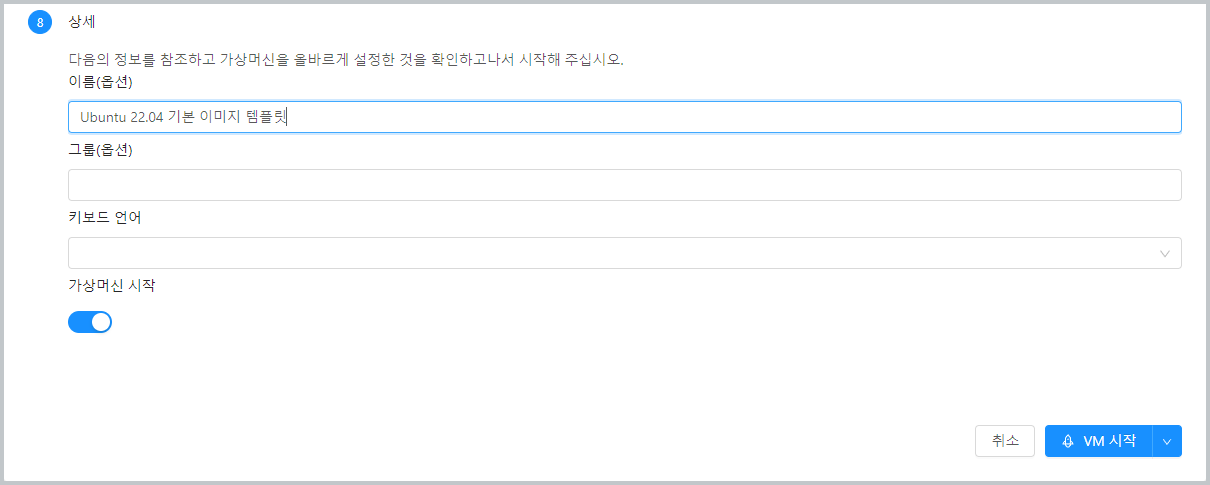 8 상세
다음의 정보를 참조하고 가상머신을 올바르게 설정한 것을 확인하고나서 시작해 주십시오.
이름(옵션)
Ubuntu 22.04 기본 이미지 템플릿
그룹(옵션)
키보드 언어
가상머신 시작
취소 VM 시작